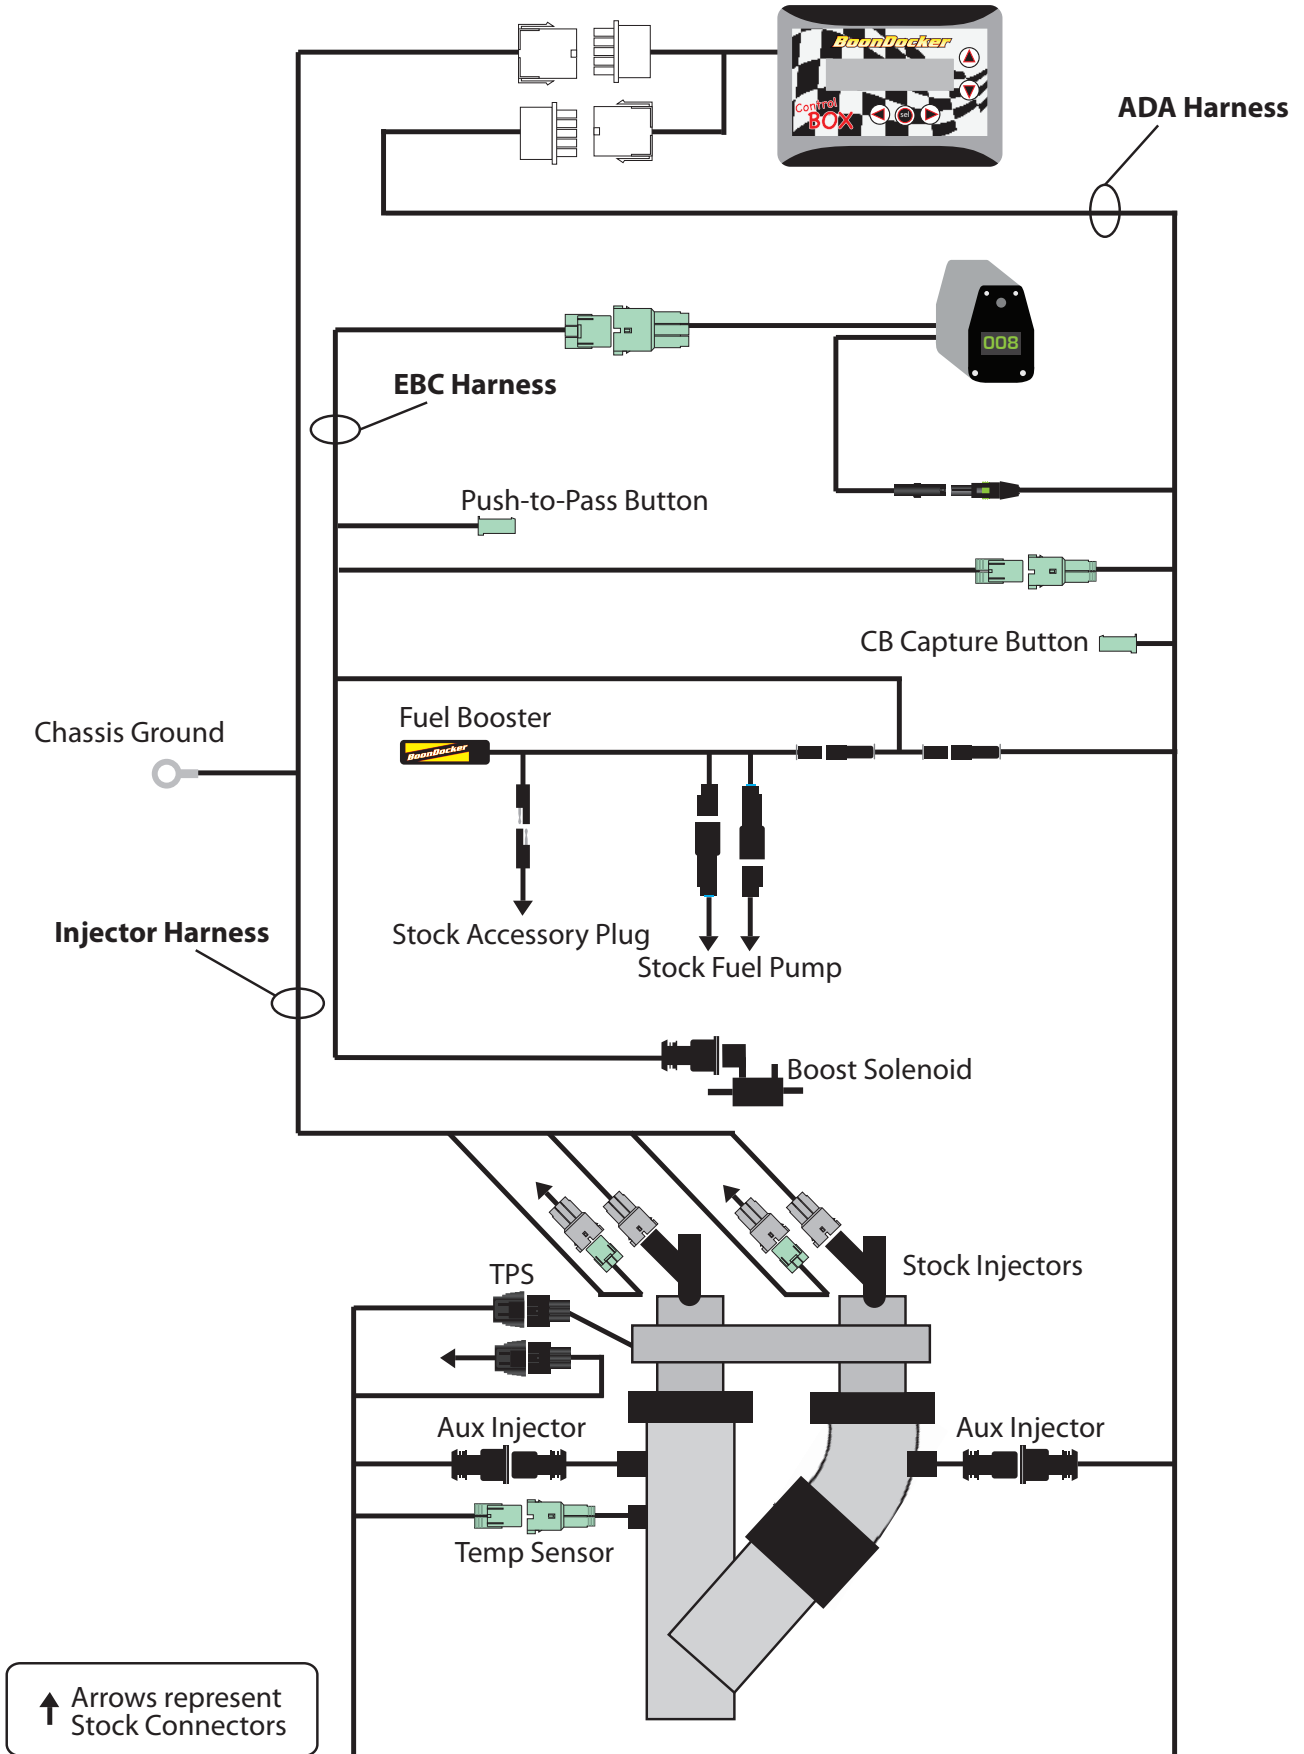 BoonDocker
Control
BOX
sel
ADA Harness
008
EBC Harness
Push-to-Pass Button
CB Capture Button
Chassis Ground
Fuel Booster
BoonDocker
Injector Harness
Stock Accessory Plug
Stock Fuel Pump
Boost Solenoid
Stock Injectors
TPS
Aux Injector
Aux Injector
Temp Sensor
Arrows represent
Stock Connectors